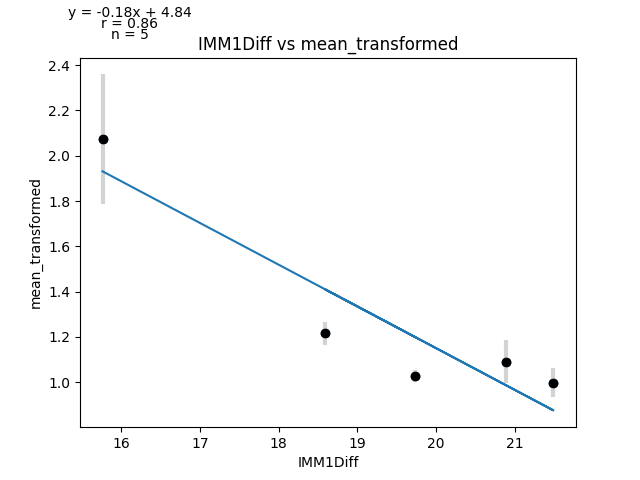 y = -0.18x + 4.84
r = 0.86
n = 5
IMM1Diff vs mean_transformed
2.4
2.2
2.0
1.8
1.6
1.4
1.2
1.0
mean_transformed
16 17 18 19 20 21
IMM1Diff